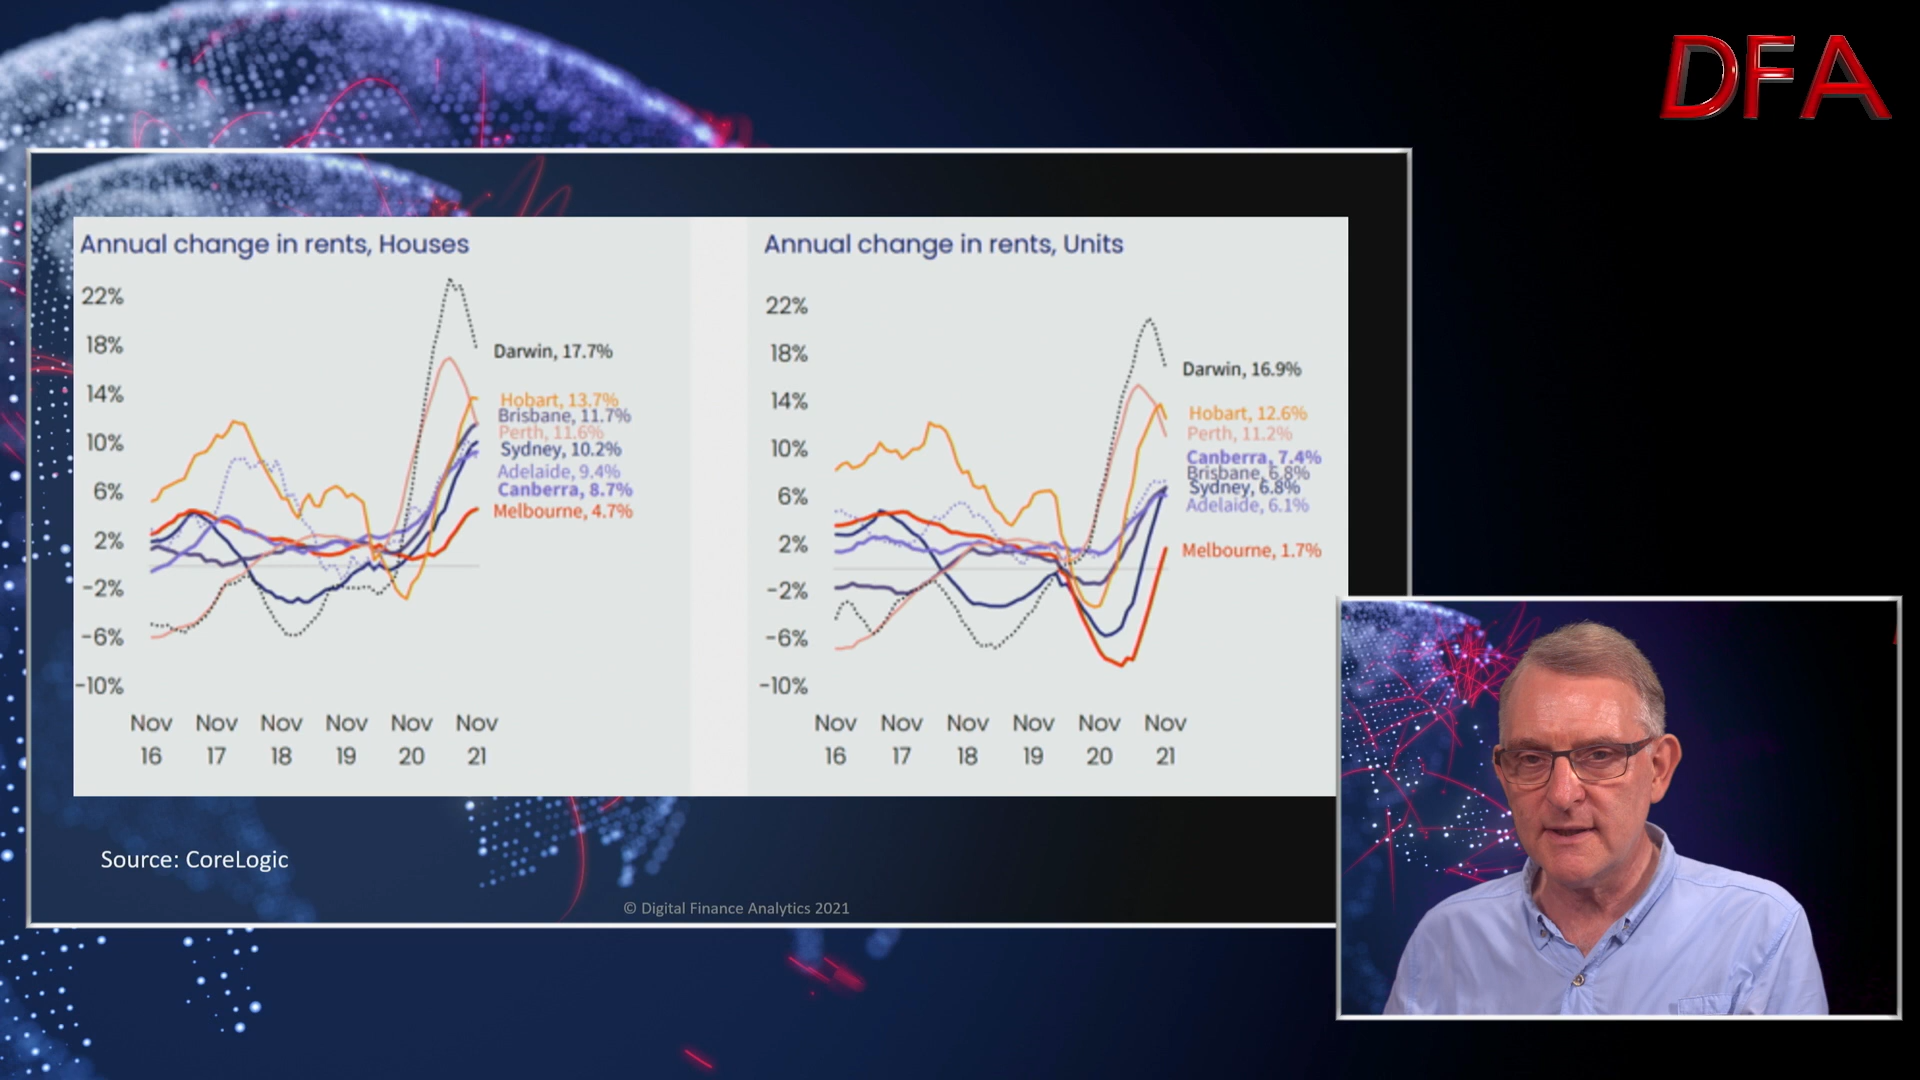 DFA
Annual change in rents, Houses
22%
18%
14%
10%
6%
2%
-2%
-6%
-10%
Nov Nov Nov Nov Nov Nov
16 17 18 19 20 21
Darwin, 17.7%
Hobart, 13.7%
Brisbane, 11.7%
Perth, 11.6%
Sydney, 10.2%
Adelaide, 9.4%
Canberra, 8.7%
Melbourne, 4.7%
Annual change in rents, Units
22%
18%
14%
10%
6%
2%
-2%
-6%
-10%
Nov Nov Nov Nov Nov Nov
16 17 18 19 20 21
Darwin, 16.9%
Hobart, 12.6%
Perth, 11.2%
Canberra, 7.4%
Brisbane, 6.8%
Sydney, 6.8%
Adelaide, 6.1%
Melbourne, 1.7%
Source: CoreLogic
© Digital Finance Analytics 2021